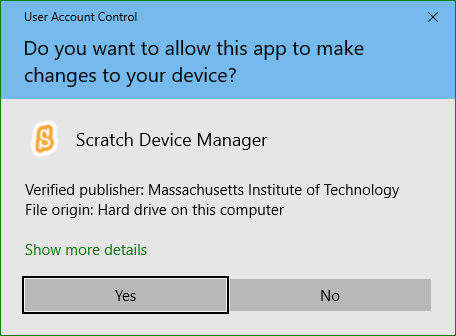 User Account Control
Do you want to allow this app to make
changes to your device?
S
Scratch Device Manager
Verified publisher: Massachusetts Institute of Technology
File origin: Hard drive on this computer
Show more details
Yes
No